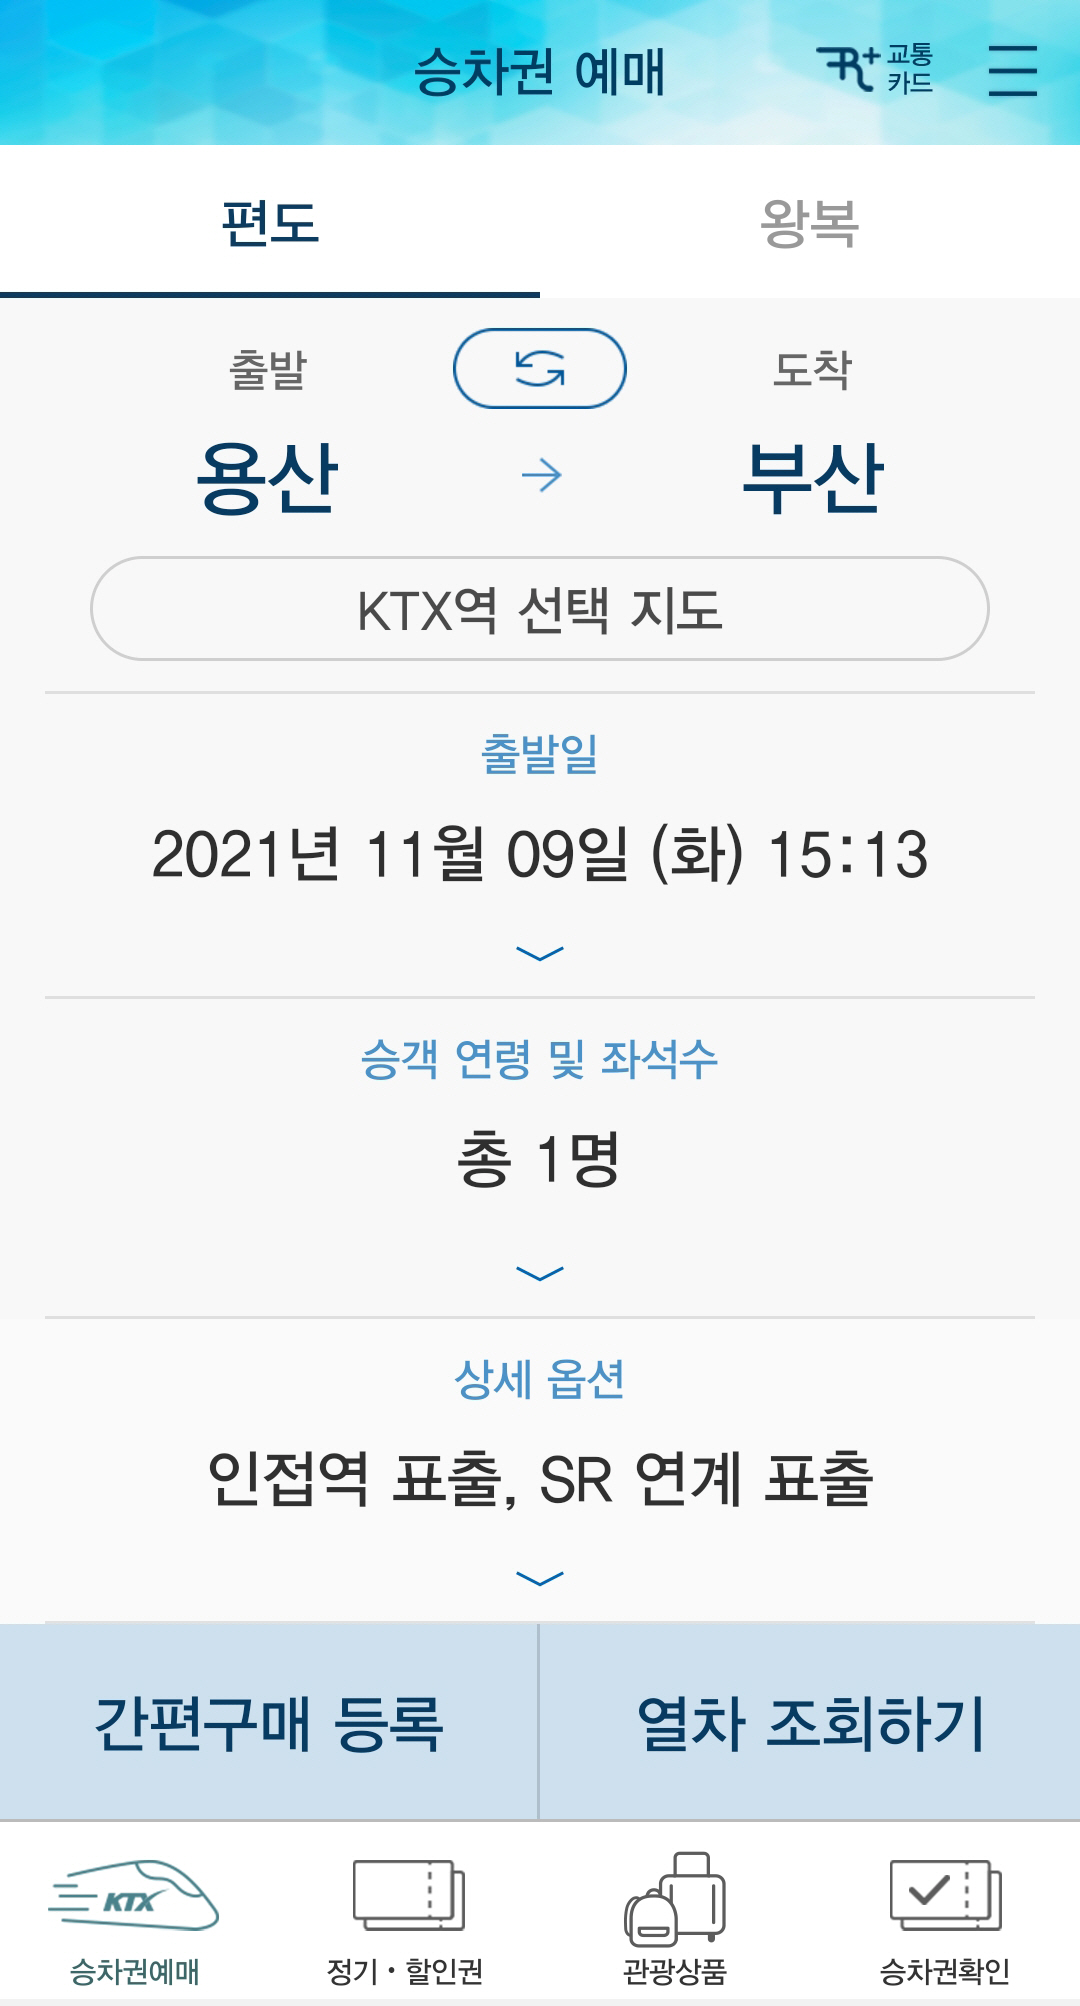 승차권 예매
R+ 교통
카드
편도 왕복
출발 도착
용산 → 부산
KTX역 선택 지도
출발일
2021년 11월 09일 (화) 15:13
승객 연령 및 좌석수
총 1명
상세 옵션
인접역 표출, SR 연계 표출
간편구매 등록 열차 조회하기
KTX
승차권예매 정기•할인권 관광상품 승차권확인